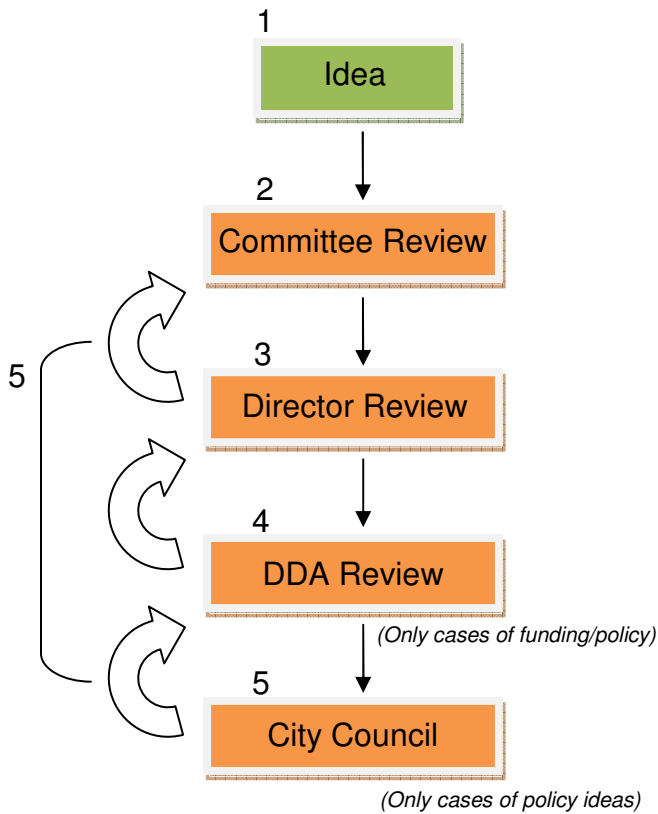 1
Idea
2
Committee Review
5
3
Director Review
4
DDA Review
(Only cases of funding/policy)
5
City Council
(Only cases of policy ideas)